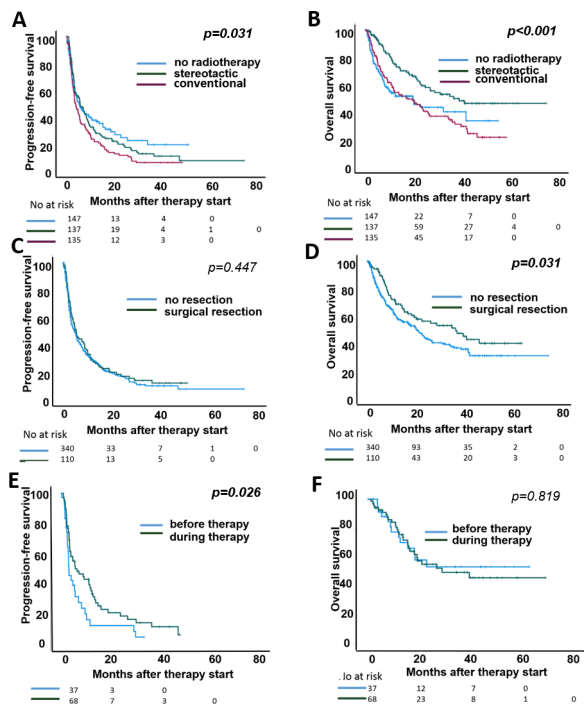 A
p=0.031
Progression-free survival
100
80
60
40
20
0
no radiotherapy
stereotactic
conventional
0 20 40 60 80
Months after therapy start
No at risk
147 13 4 0
137 19 4 1 0
135 12 3 0
B
p<0.001
Overall survival
100
80
60
40
20
0
no radiotherapy
stereotactic
conventional
0 20 40 60 80
Months after therapy start
No at risk
147 22 7 0
137 59 27 4 0
135 45 17 0
C
p=0.447
Progression-free survival
100
80
60
40
20
0
no resection
surgical resection
0 20 40 60 80
Months after therapy start
No at risk
340 33 7 1 0
110 13 5 0
D
p=0.031
Overall survival
100
80
60
40
20
0
no resection
surgical resection
0 20 40 60 80
Months after therapy start
No at risk
340 93 35 2 0
110 43 20 3 0
E
p=0.026
Progression-free survival
100
80
60
40
20
0
before therapy
during therapy
0 20 40 60 80
Months after therapy start
37 3 0
68 7 3 0
F
p=0.819
Overall survival
100
80
60
40
20
0
before therapy
during therapy
0 20 40 60 80
Months after therapy start
.lo at risk
37 12 7 0
68 23 8 1 0